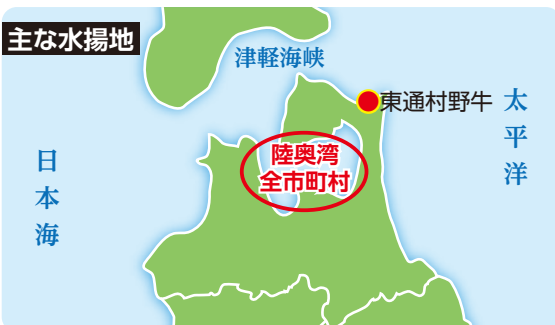 主な水揚地
津軽海峡
東通村野牛
太平洋
陸奥湾
全市町村
日本海